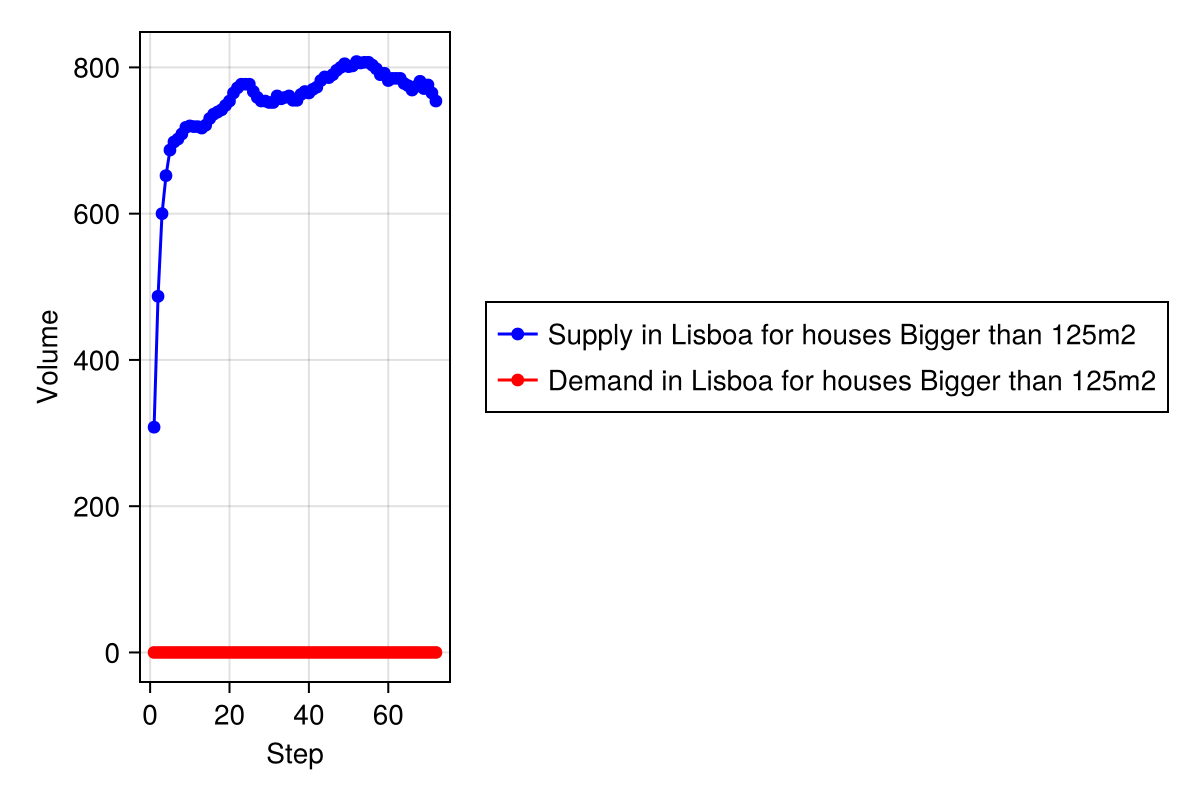 800
600
400
200
0
Volume
0 20 40 60
Step
Supply in Lisboa for houses Bigger than 125m2
Demand in Lisboa for houses Bigger than 125m2